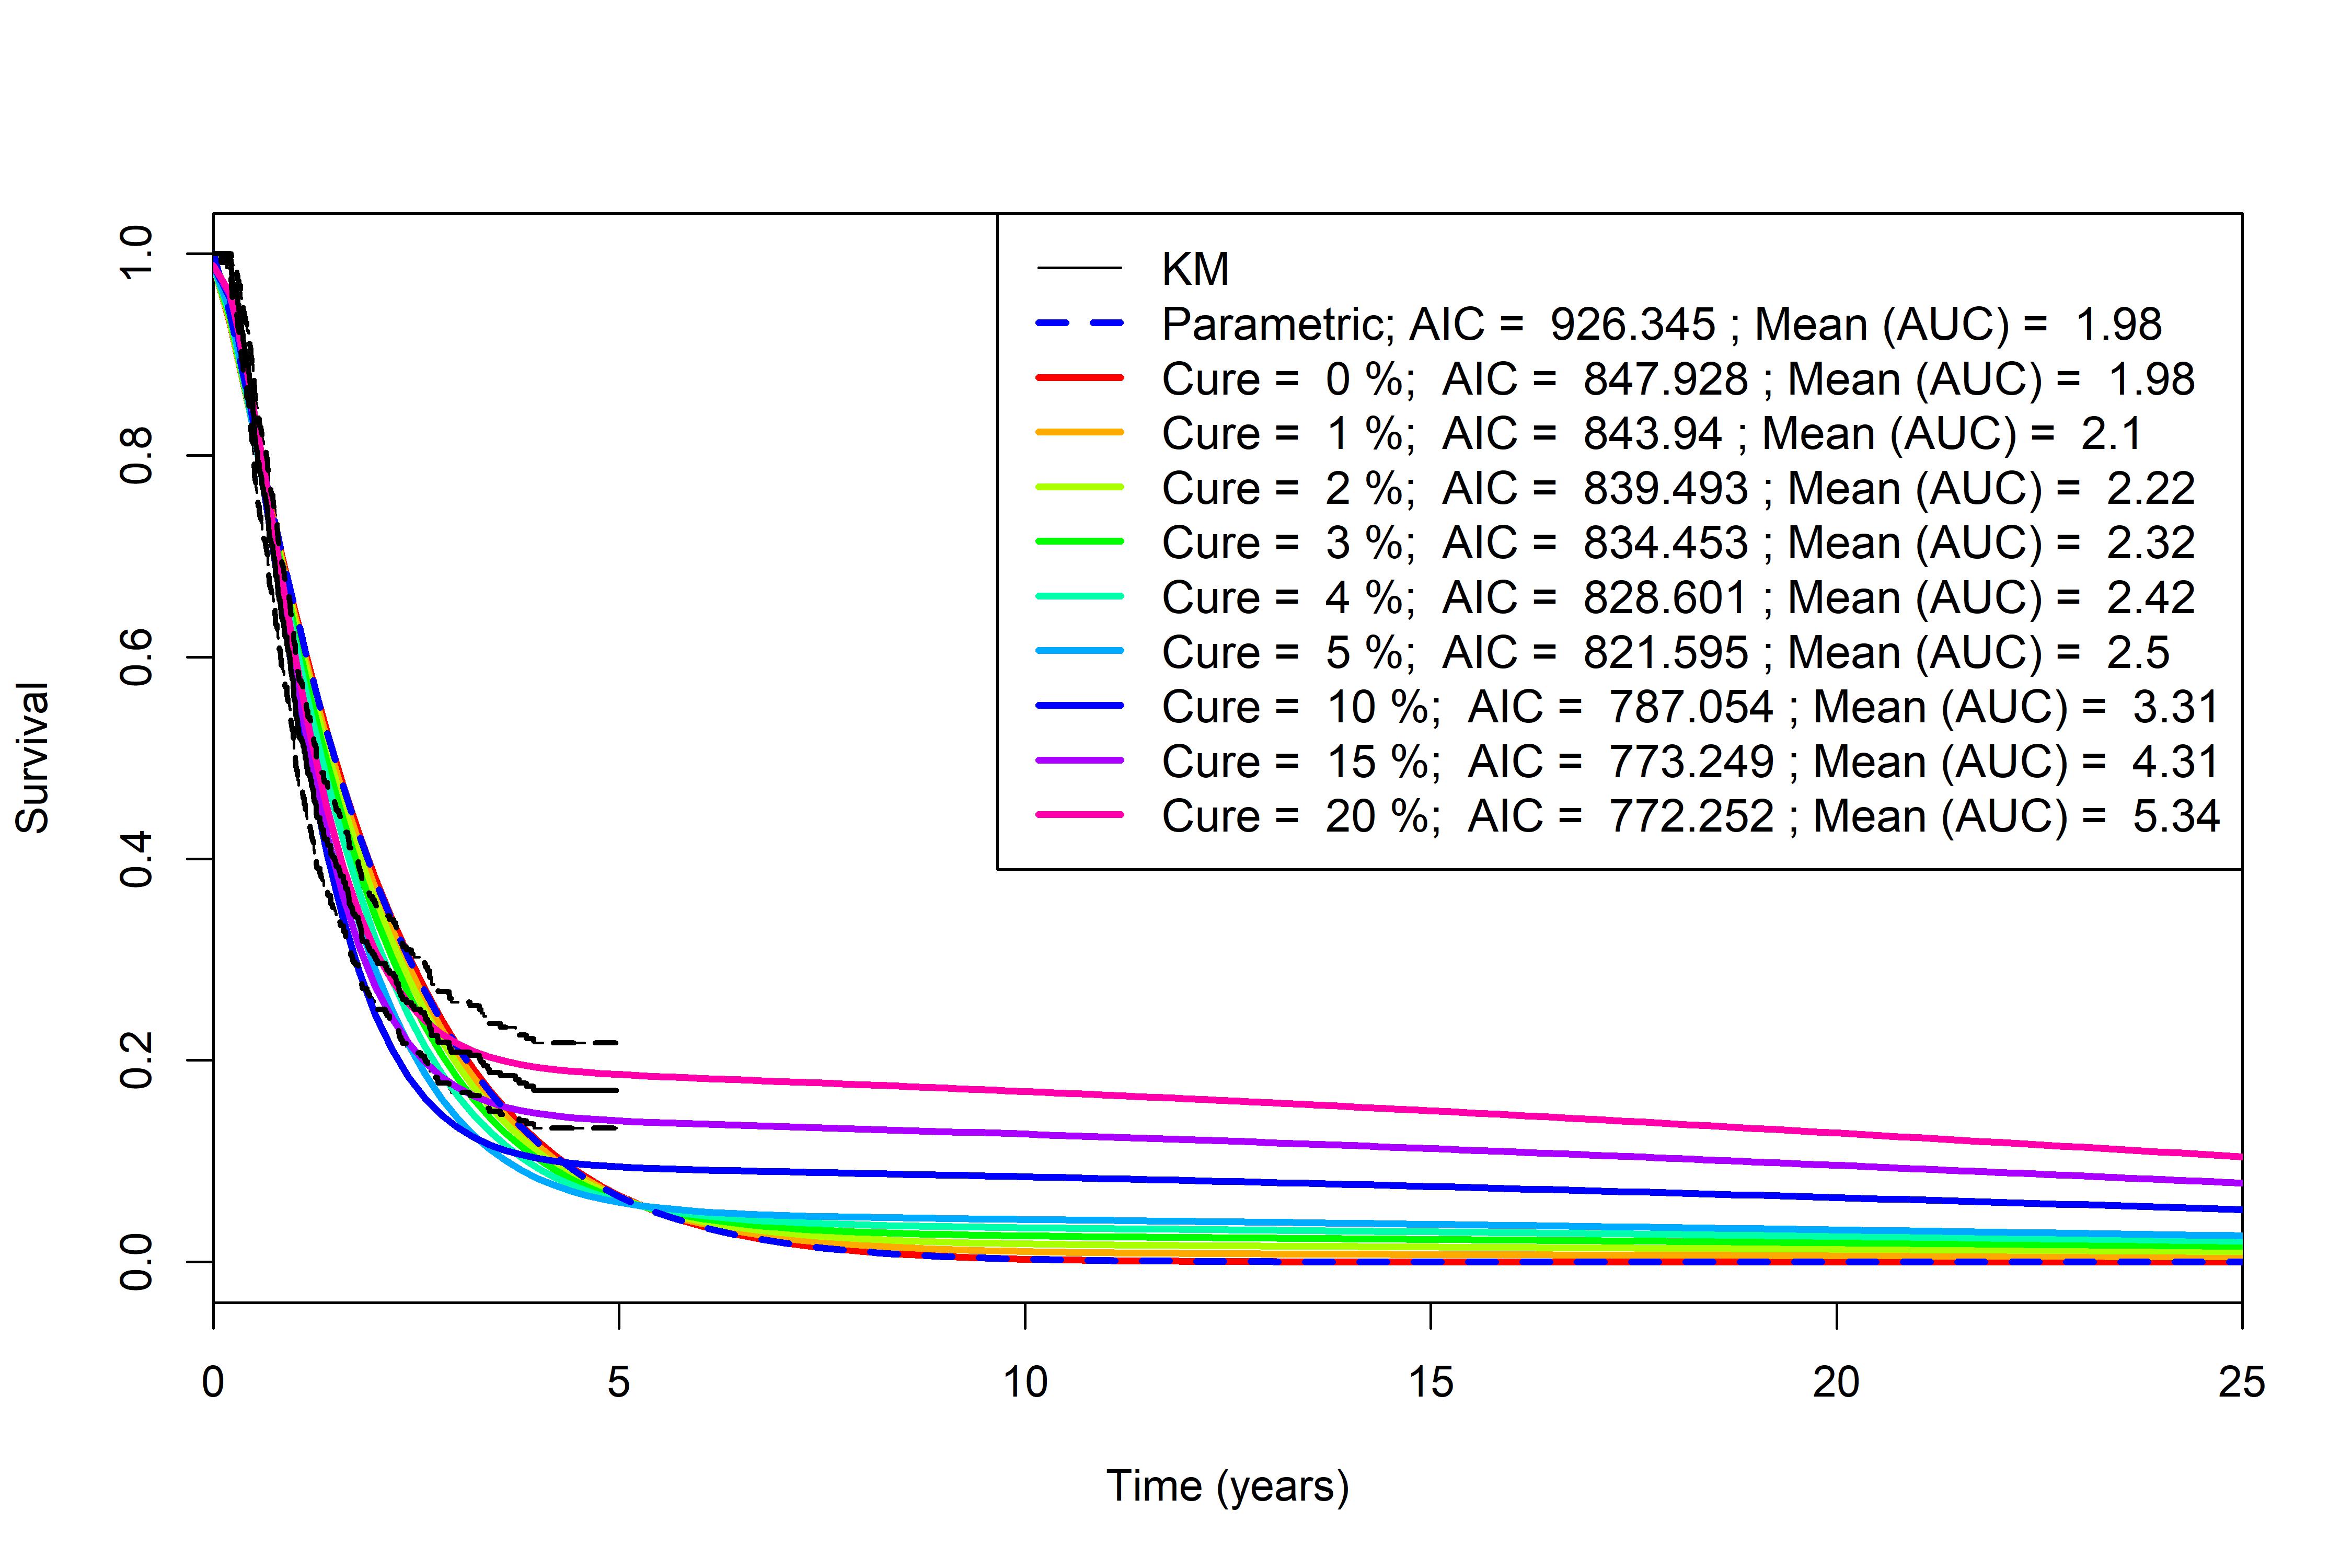 KM
Parametric; AIC = 926.345 ; Mean (AUC) = 1.98
Cure = 0 %; AIC = 847.928 ; Mean (AUC) = 1.98
Cure = 1 %; AIC = 843.94 ; Mean (AUC) = 2.1
Cure = 2 %; AIC = 839.493 ; Mean (AUC) = 2.22
Cure = 3 %; AIC = 834.453 ; Mean (AUC) = 2.32
Cure = 4 %; AIC = 828.601 ; Mean (AUC) = 2.42
Cure = 5 %; AIC = 821.595 ; Mean (AUC) = 2.5
Cure = 10 %; AIC = 787.054 ; Mean (AUC) = 3.31
Cure = 15 %; AIC = 773.249 ; Mean (AUC) = 4.31
Cure = 20 %; AIC = 772.252 ; Mean (AUC) = 5.34
Survival
1.0
0.8
0.6
0.4
0.2
0.0
0 5 10 15 20 25
Time (years)